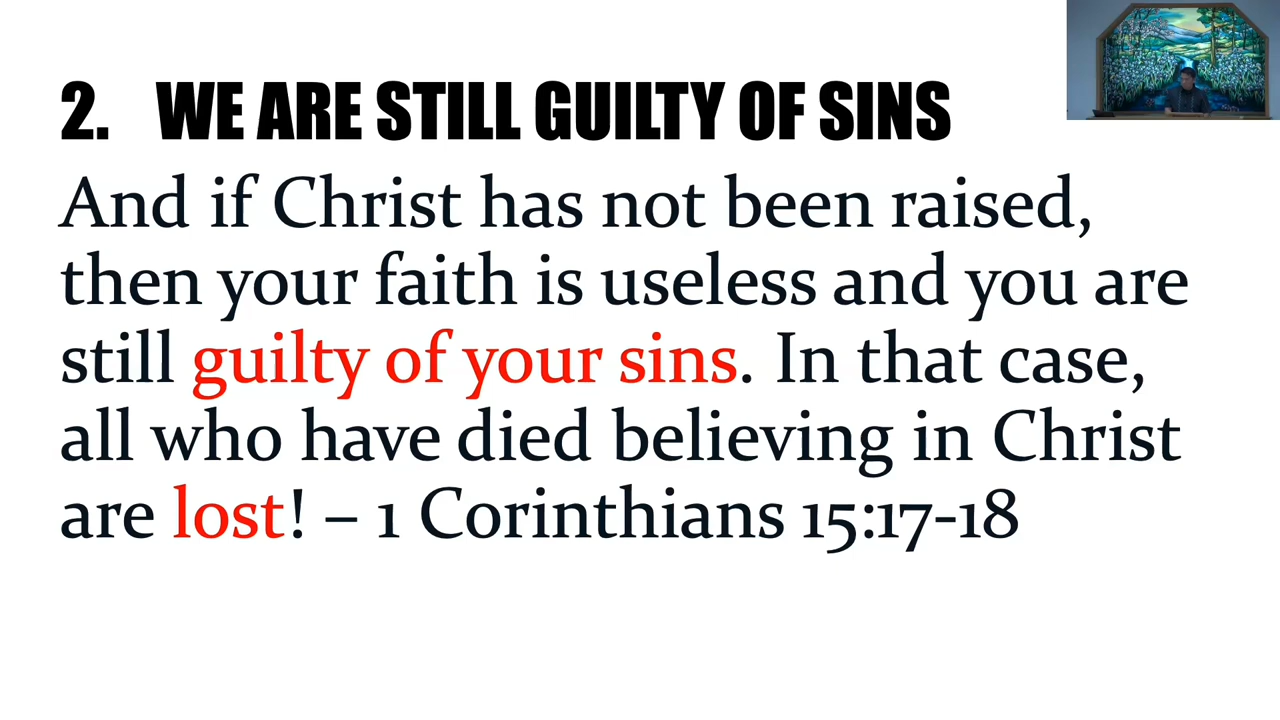 2. WE ARE STILL GUILTY OF SINS
And if Christ has not been raised,
then your faith is useless and you are
still guilty of your sins. In that case,
all who have died believing in Christ
are lost! – 1 Corinthians 15:17-18